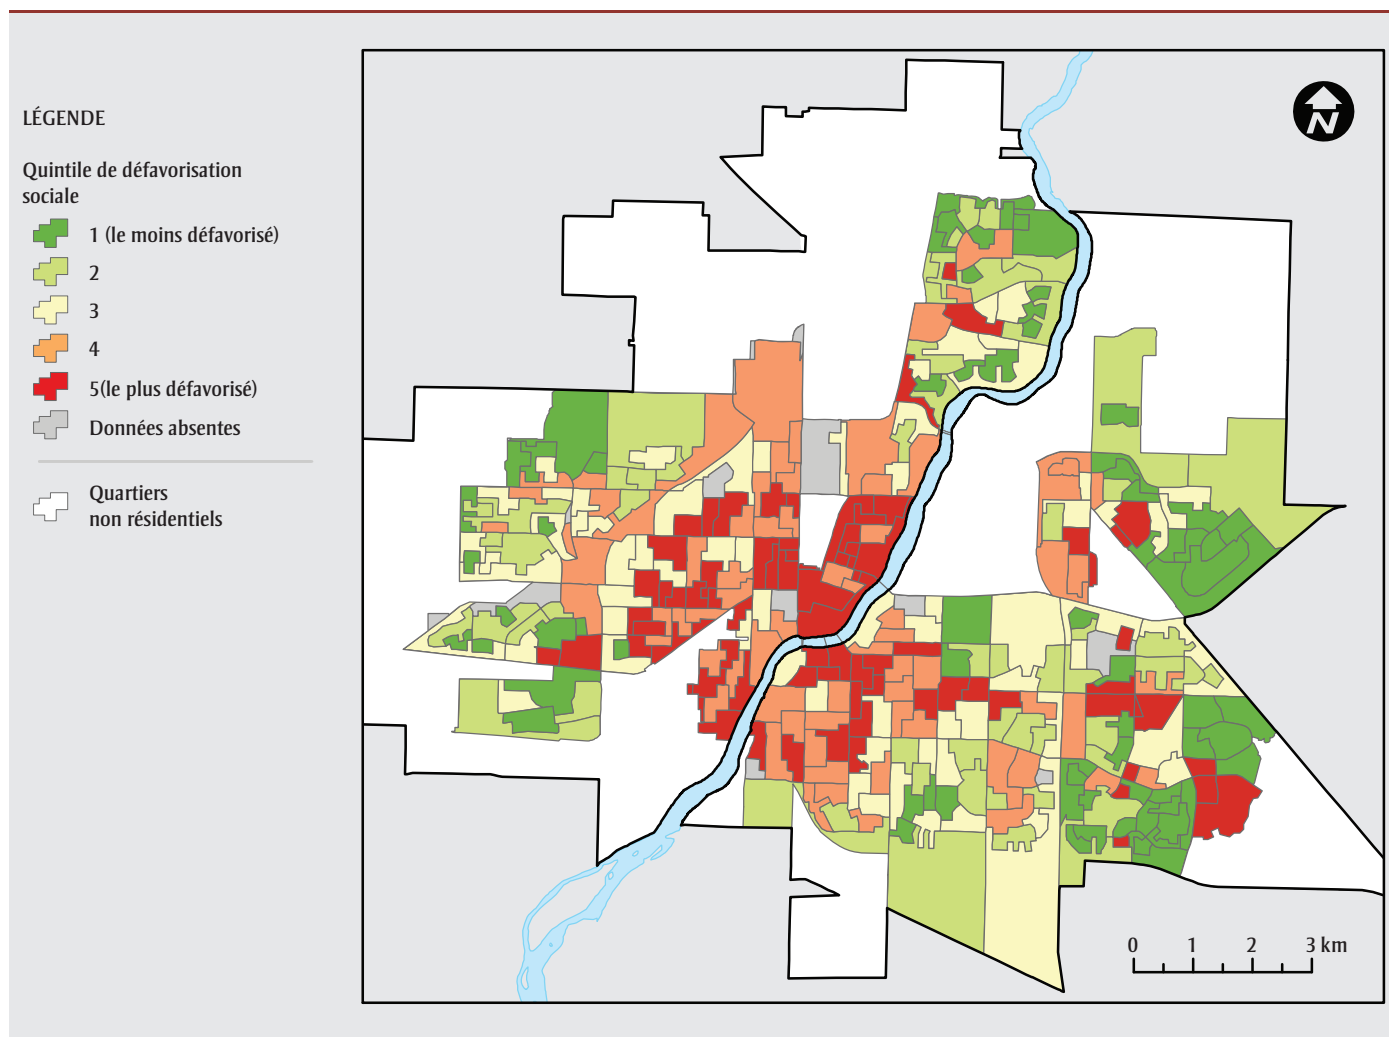 LÉGENDE
Quintile de défavorisation
sociale
1 (le moins défavorisé)
2
3
4
5(le plus défavorisé)
Données absentes
Quartiers
non résidentiels
N
0 1 2 3 km